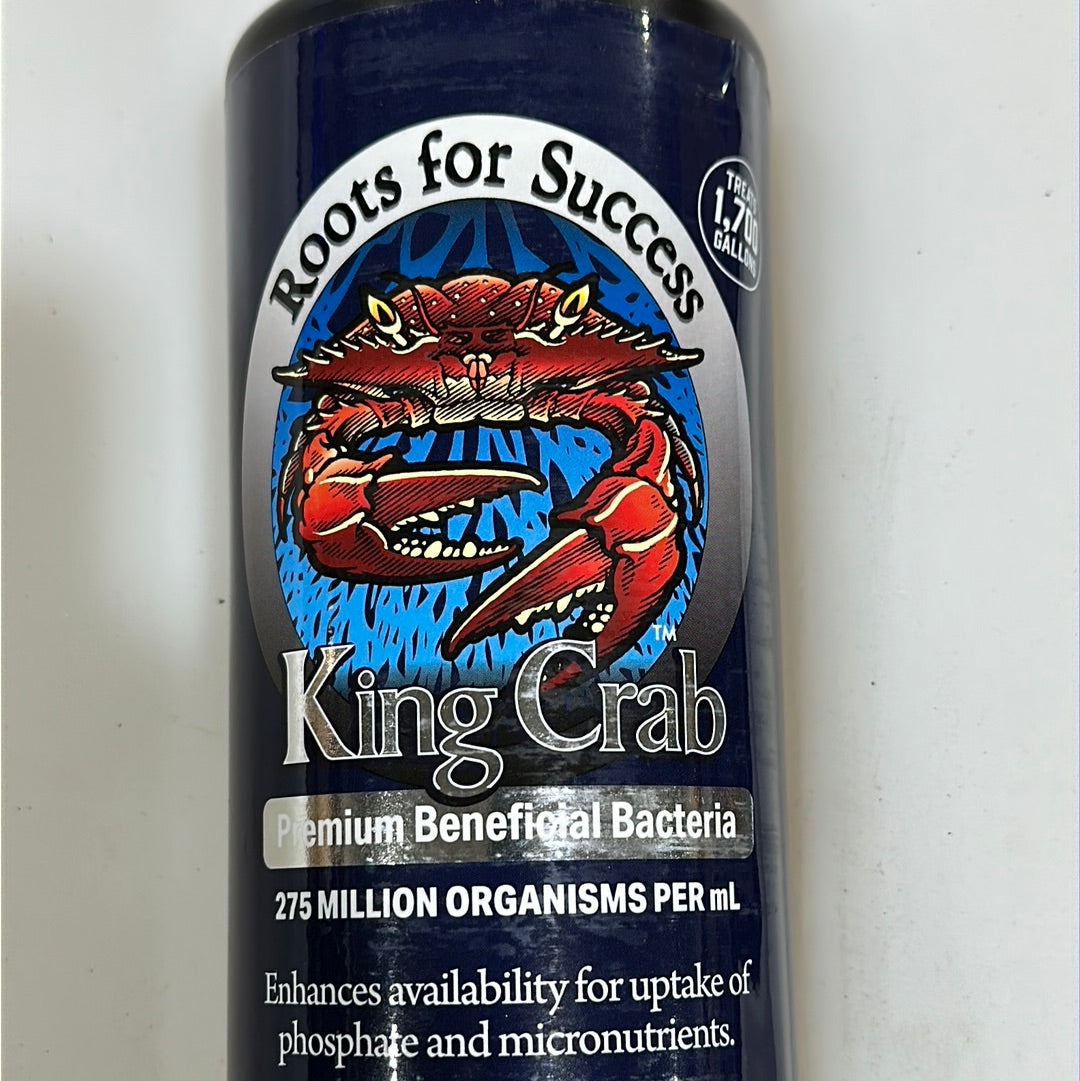 Roots for Success
TREATS
1,700
GALLONS
King Crab™
Premium Beneficial Bacteria
275 MILLION ORGANISMS PER mL
Enhances availability for uptake of
phosphate and micronutrients.